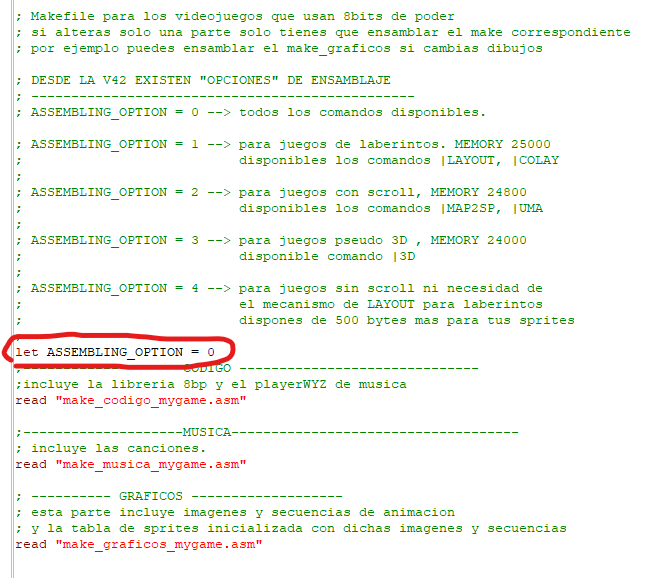 ; Makefile para los videojuegos que usan 8bits de poder
; si alteras solo una parte solo tienes que ensamblar el make correspondiente
; por ejemplo puedes ensamblar el make_graficos si cambias dibujos
; DESDE LA V42 EXISTEN "OPCIONES" DE ENSAMBLAJE
; ------------------------------------------------
; ASSEMBLING_OPTION = 0 --> todos los comandos disponibles.
; ASSEMBLING_OPTION = 1 --> para juegos de laberintos. MEMORY 25000
; disponibles los comandos |LAYOUT, |COLAY
;
; ASSEMBLING_OPTION = 2 --> para juegos con scroll, MEMORY 24800
; disponibles los comandos |MAP2SP, |UMA
;
; ASSEMBLING_OPTION = 3 --> para juegos pseudo 3D , MEMORY 24000
; disponible comando |3D
;
; ASSEMBLING_OPTION = 4 --> para juegos sin scroll ni necesidad de
; el mecanismo de LAYOUT para laberintos
; dispones de 500 bytes mas para tus sprites
;
let ASSEMBLING_OPTION = 0
;-------------------- CODIGO ------------------------------
;incluye la libreria 8bp y el playerWYZ de musica
read "make_codigo_mygame.asm"
;--------------------MUSICA------------------------------------
; incluye las canciones.
read "make_musica_mygame.asm"
; ---------- GRAFICOS -------------------
; esta parte incluye imagenes y secuencias de animacion
; y la tabla de sprites inicializada con dichas imagenes y secuencias
read "make_graficos_mygame.asm"